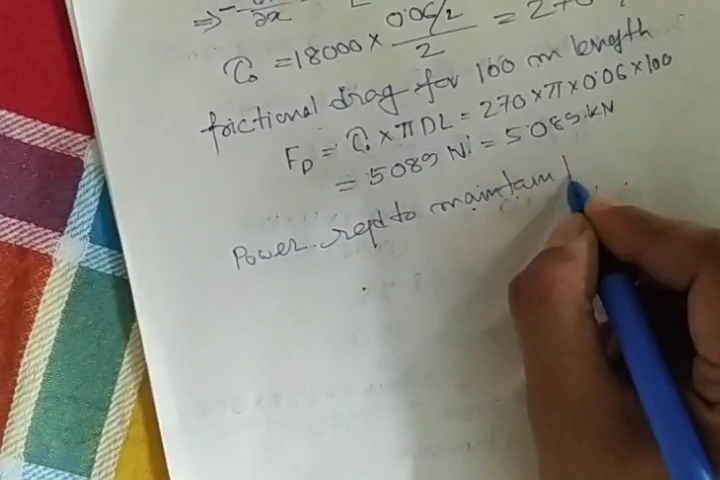 ⇒ -
∂x
τ₀ = 18000 × 0.06/2 / 2 = 270
frictional drag for 100 m length
F_D = τ₀ × π D L = 270 × π × 0.06 × 100
= 5089 N = 5.089 KN
Power reqd to maintain